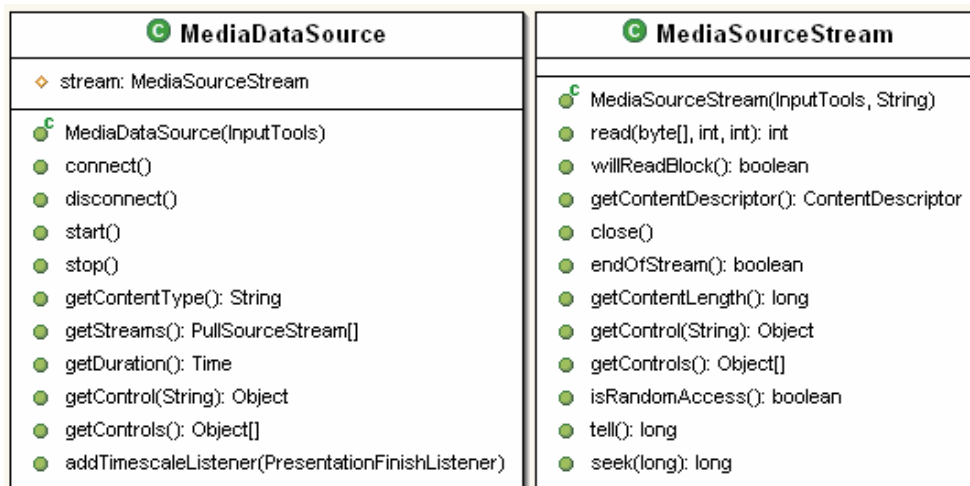 C MediaDataSource
stream: MediaSourceStream
C MediaDataSource(InputTools)
connect()
disconnect()
start()
stop()
getContentType(): String
getStreams(): PullSourceStream[]
getDuration(): Time
getControl(String): Object
getControls(): Object[]
addTimescaleListener(PresentationFinishListener)
C MediaSourceStream
C MediaSourceStream(InputTools, String)
read(byte[], int, int): int
willReadBlock(): boolean
getContentDescriptor(): ContentDescriptor
close()
endOfStream(): boolean
getContentLength(): long
getControl(String): Object
getControls(): Object[]
isRandomAccess(): boolean
tell(): long
seek(long): long